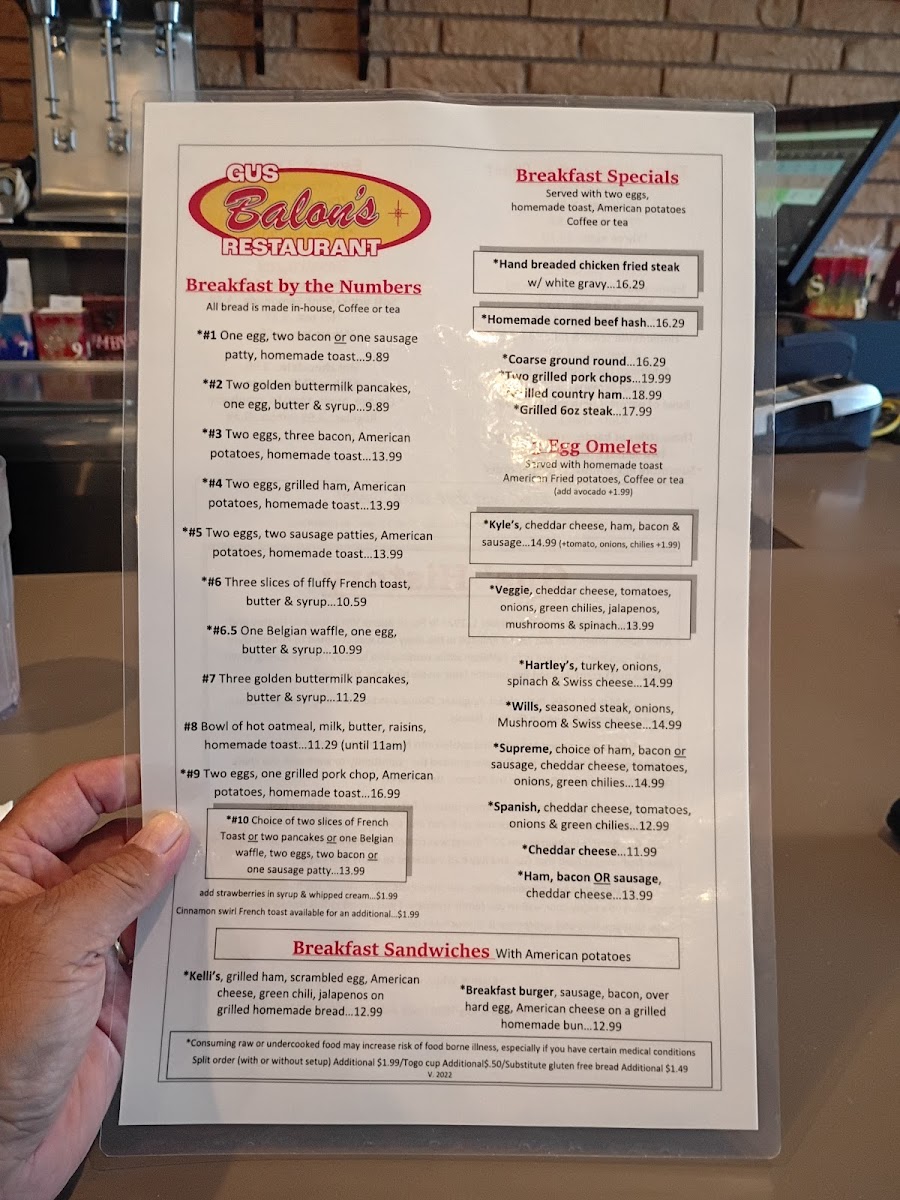 GUS
Balon's
RESTAURANT
Breakfast by the Numbers
All bread is made in-house, Coffee or tea
*#1 One egg, two bacon or one sausage
patty, homemade toast...9.89
*#2 Two golden buttermilk pancakes,
one egg, butter & syrup...9.89
*#3 Two eggs, three bacon, American
potatoes, homemade toast...13.99
*#4 Two eggs, grilled ham, American
potatoes, homemade toast...13.99
*#5 Two eggs, two sausage patties, American
potatoes, homemade toast...13.99
*#6 Three slices of fluffy French toast,
butter & syrup...10.59
*#6.5 One Belgian waffle, one egg,
butter & syrup...10.99
#7 Three golden buttermilk pancakes,
butter & syrup...11.29
#8 Bowl of hot oatmeal, milk, butter, raisins,
homemade toast...11.29 (until 11am)
*#9 Two eggs, one grilled pork chop, American
potatoes, homemade toast...16.99
*#10 Choice of two slices of French
Toast or two pancakes or one Belgian
waffle, two eggs, two bacon or
one sausage patty...13.99
add strawberries in syrup & whipped cream...$1.99
Cinnamon swirl French toast available for an additional...$1.99
Breakfast Specials
Served with two eggs,
homemade toast, American potatoes
Coffee or tea
*Hand breaded chicken fried steak
w/ white gravy...16.29
*Homemade corned beef hash...16.29
*Coarse ground round...16.29
*Two grilled pork chops...19.99
country ham...18.99
*Grilled 6oz steak...17.99
Egg Omelets
Served with homemade toast
American Fried potatoes, Coffee or tea
(add avocado +1.99)
*Kyle's, cheddar cheese, ham, bacon &
sausage...14.99 (+tomato, onions, chilies +1.99)
*Veggie, cheddar cheese, tomatoes,
onions, green chilies, jalapenos,
mushrooms & spinach...13.99
*Hartley's, turkey, onions,
spinach & Swiss cheese...14.99
*Wills, seasoned steak, onions,
Mushroom & Swiss cheese...14.99
*Supreme, choice of ham, bacon or
sausage, cheddar cheese, tomatoes,
onions, green chilies...14.99
*Spanish, cheddar cheese, tomatoes,
onions & green chilies...12.99
*Cheddar cheese...11.99
*Ham, bacon OR sausage,
cheddar cheese...13.99
Breakfast Sandwiches With American potatoes
*Kelli's, grilled ham, scrambled egg, American
cheese, green chili, jalapenos on
grilled homemade bread...12.99
*Breakfast burger, sausage, bacon, over
hard egg, American cheese on a grilled
homemade bun...12.99
*Consuming raw or undercooked food may increase risk of food borne illness, especially if you have certain medical conditions
Split order (with or without setup) Additional $1.99/Togo cup Additional$.50/Substitute gluten free bread Additional $1.49
V. 2022